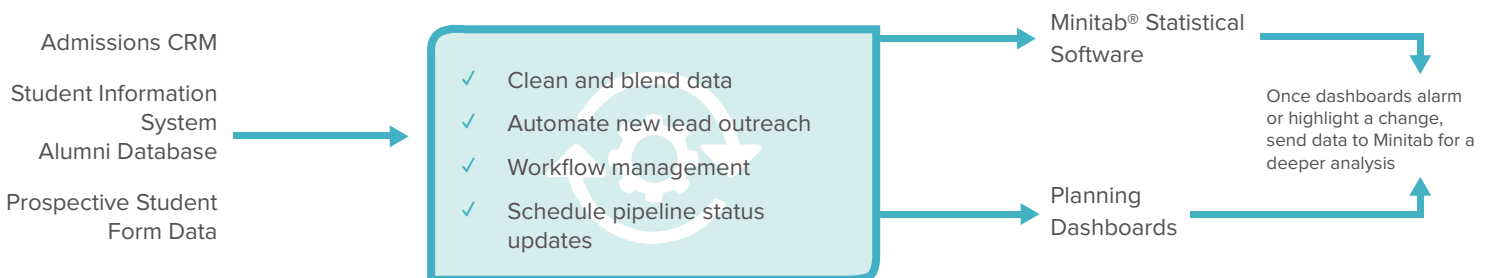 Admissions CRM
Student Information
System
Alumni Database
Prospective Student
Form Data
✓ Clean and blend data
✓ Automate new lead outreach
✓ Workflow management
✓ Schedule pipeline status
updates
Minitab® Statistical
Software
Planning
Dashboards
Once dashboards alarm
or highlight a change,
send data to Minitab for a
deeper analysis